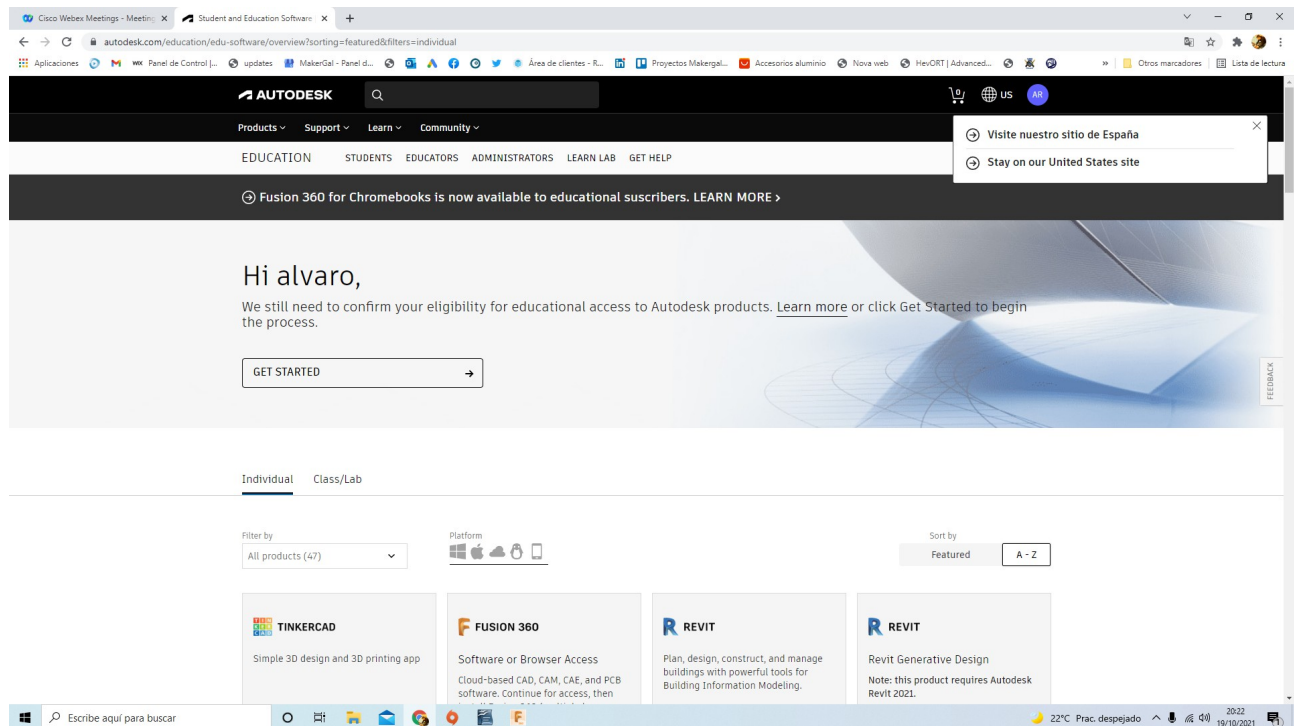 Cisco Webex Meetings - Meeting
Student and Education Software
autodesk.com/education/edu-software/overview?sorting=featured&filters=individual
Aplicaciones
Panel de Control |...
updates
MakerGal - Panel d...
Área de clientes - R...
Proyectos Makergal...
Accesorios aluminio
Nova web
HevORT | Advanced...
»
Otros marcadores
Lista de lectura
AUTODESK
0
US
AR
Products
Support
Learn
Community
Visite nuestro sitio de España
Stay on our United States site
EDUCATION
STUDENTS
EDUCATORS
ADMINISTRATORS
LEARN LAB
GET HELP
Fusion 360 for Chromebooks is now available to educational suscribers. LEARN MORE >
Hi alvaro,
We still need to confirm your eligibility for educational access to Autodesk products. Learn more or click Get Started to begin
the process.
GET STARTED
FEEDBACK
Individual
Class/Lab
Filter by
All products (47)
Platform
Sort by
Featured
A - Z
TINKERCAD
Simple 3D design and 3D printing app
FUSION 360
Software or Browser Access
Cloud-based CAD, CAM, CAE, and PCB
software. Continue for access, then
REVIT
Plan, design, construct, and manage
buildings with powerful tools for
Building Information Modeling.
REVIT
Revit Generative Design
Note: this product requires Autodesk
Revit 2021.
Escribe aquí para buscar
22°C Prac. despejado
20:22
19/10/2021